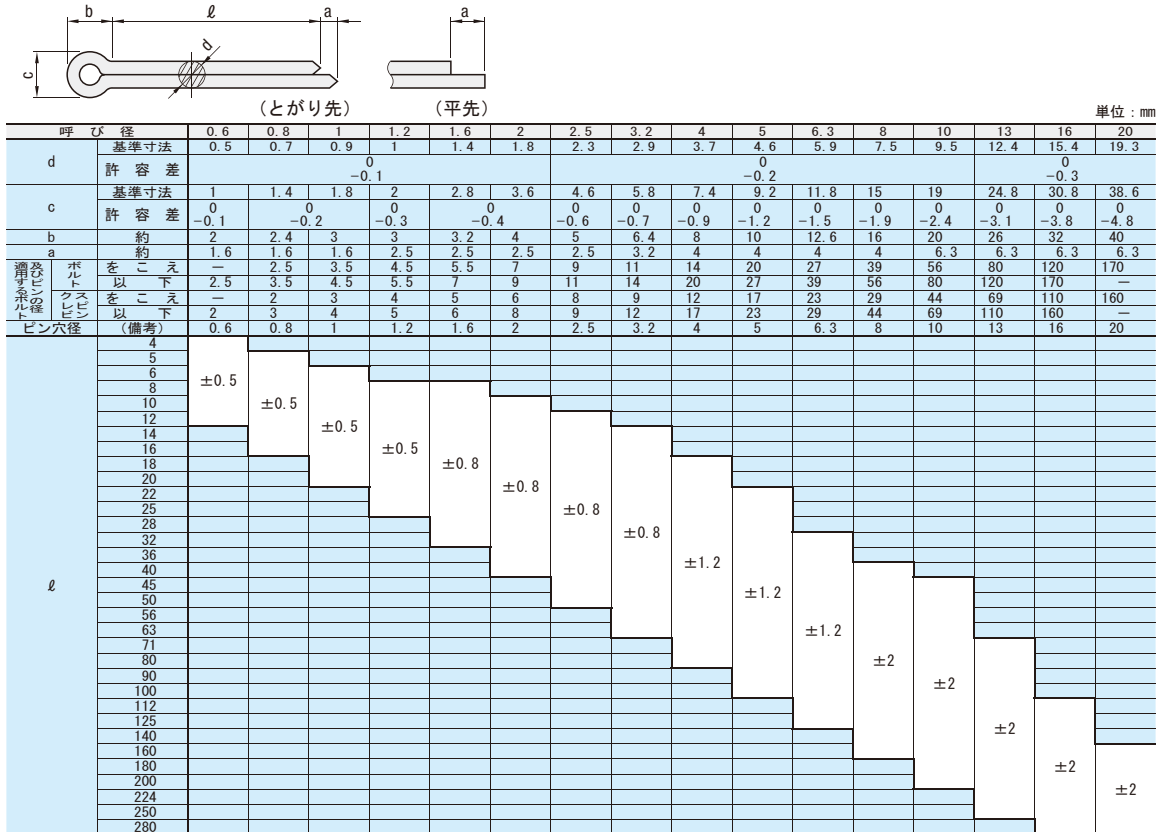 b ℓ a a
c d
(とがり先) (平先)
単位:mm
呼び径 0.6 0.8 1 1.2 1.6 2 2.5 3.2 4 5 6.3 8 10 13 16 20
d 基準寸法 0.5 0.7 0.9 1 1.4 1.8 2.3 2.9 3.7 4.6 5.9 7.5 9.5 12.4 15.4 19.3
許容差 0 −0.1 0 −0.2 0 −0.3
c 基準寸法 1 1.4 1.8 2 2.8 3.6 4.6 5.8 7.4 9.2 11.8 15 19 24.8 30.8 38.6
許容差 0 −0.1 0 −0.2 0 −0.3 0 −0.4 0 −0.6 0 −0.7 0 −0.9 0 −1.2 0 −1.5 0 −1.9 0 −2.4 0 −3.1 0 −3.8 0 −4.8
b 約 2 2.4 3 3 3.2 4 5 6.4 8 10 12.6 16 20 26 32 40
a 約 1.6 1.6 1.6 2.5 2.5 2.5 2.5 3.2 4 4 4 4 6.3 6.3 6.3 6.3
適用するボルト及びピンの径 ボルト をこえ − 2.5 3.5 4.5 5.5 7 9 11 14 20 27 39 56 80 120 170
以下 2.5 3.5 4.5 5.5 7 9 11 14 20 27 39 56 80 120 170 −
クレビスピン をこえ − 2 3 4 5 6 8 9 12 17 23 29 44 69 110 160
以下 2 3 4 5 6 8 9 12 17 23 29 44 69 110 160 −
ピン穴径 (備考) 0.6 0.8 1 1.2 1.6 2 2.5 3.2 4 5 6.3 8 10 13 16 20
ℓ
4
5
6
8
10
12
14
16
18
20
22
25
28
32
36
40
45
50
56
63
71
80
90
100
112
125
140
160
180
200
224
250
280
±0.5 ±0.5 ±0.5 ±0.5 ±0.8 ±0.8 ±0.8 ±0.8 ±1.2 ±1.2 ±1.2 ±2 ±2 ±2 ±2 ±2